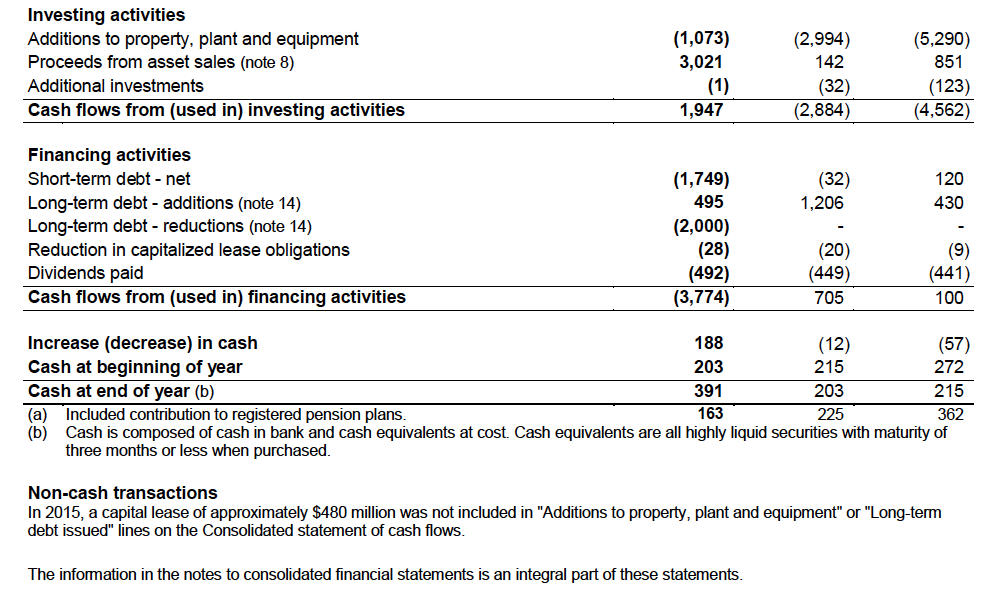 Investing activities
Additions to property, plant and equipment (1,073) (2,994) (5,290)
Proceeds from asset sales (note 8) 3,021 142 851
Additional investments (1) (32) (123)
Cash flows from (used in) investing activities 1,947 (2,884) (4,562)
Financing activities
Short-term debt - net (1,749) (32) 120
Long-term debt - additions (note 14) 495 1,206 430
Long-term debt - reductions (note 14) (2,000) - -
Reduction in capitalized lease obligations (28) (20) (9)
Dividends paid (492) (449) (441)
Cash flows from (used in) financing activities (3,774) 705 100
Increase (decrease) in cash 188 (12) (57)
Cash at beginning of year 203 215 272
Cash at end of year (b) 391 203 215
(a) Included contribution to registered pension plans. 163 225 362
(b) Cash is composed of cash in bank and cash equivalents at cost. Cash equivalents are all highly liquid securities with maturity of
three months or less when purchased.
Non-cash transactions
In 2015, a capital lease of approximately $480 million was not included in "Additions to property, plant and equipment" or "Long-term
debt issued" lines on the Consolidated statement of cash flows.
The information in the notes to consolidated financial statements is an integral part of these statements.